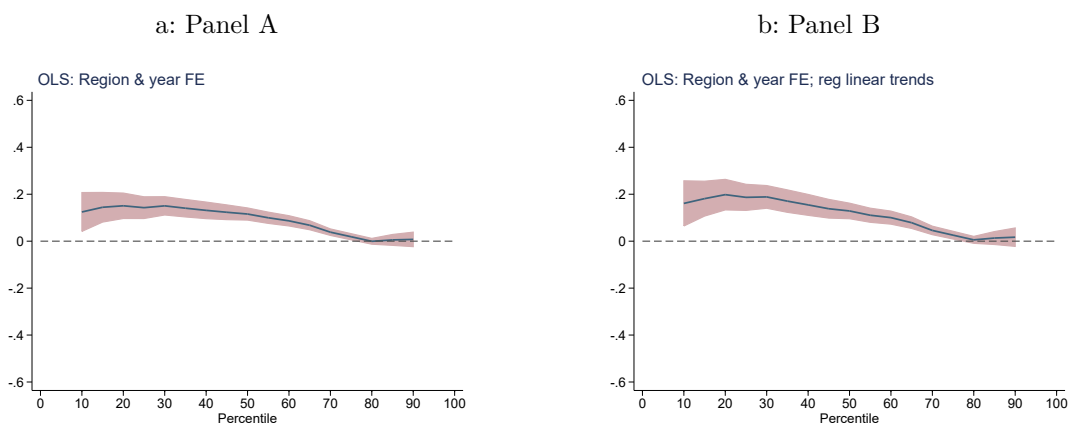 a: Panel A
OLS: Region & year FE
.6
.4
.2
0
-.2
-.4
-.6
0 10 20 30 40 50 60 70 80 90 100
Percentile
b: Panel B
OLS: Region & year FE; reg linear trends
.6
.4
.2
0
-.2
-.4
-.6
0 10 20 30 40 50 60 70 80 90 100
Percentile